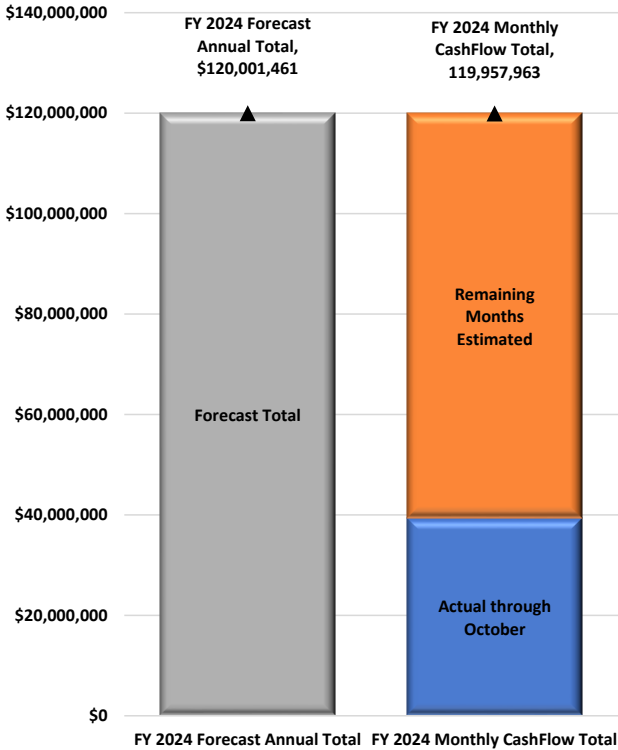 $140,000,000
$120,000,000
$100,000,000
$80,000,000
$60,000,000
$40,000,000
$20,000,000
$0
FY 2024 Forecast
Annual Total,
$120,001,461
FY 2024 Monthly
CashFlow Total,
119,957,963
Forecast Total
Remaining
Months
Estimated
Actual through
October
FY 2024 Forecast Annual Total
FY 2024 Monthly CashFlow Total